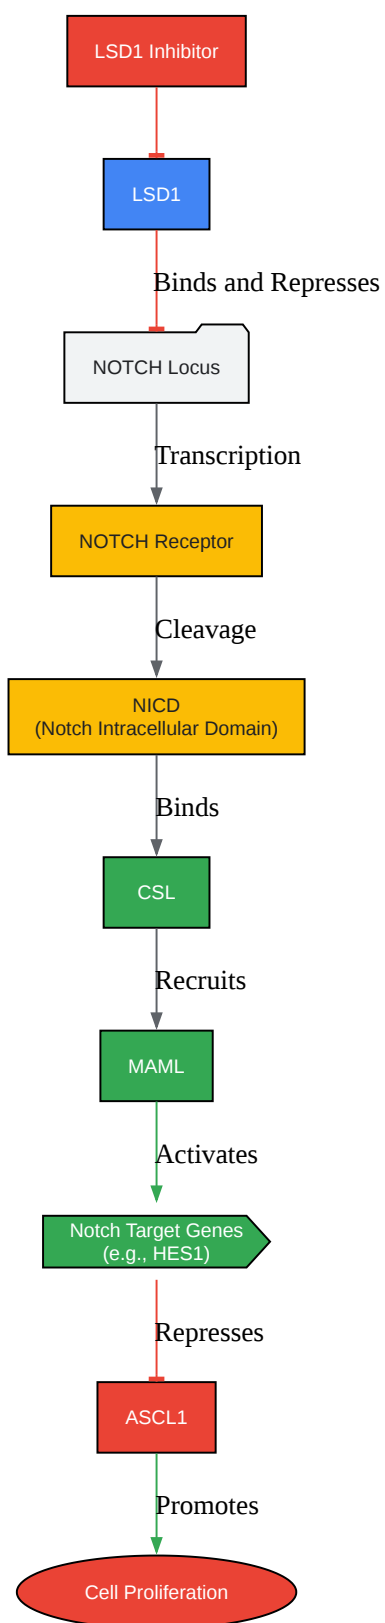 LSD1 Inhibitor
LSD1
Binds and Represses
NOTCH Locus
Transcription
NOTCH Receptor
Cleavage
NICD
(Notch Intracellular Domain)
Binds
CSL
Recruits
MAML
Activates
Notch Target Genes
(e.g., HES1)
Represses
ASCL1
Promotes
Cell Proliferation